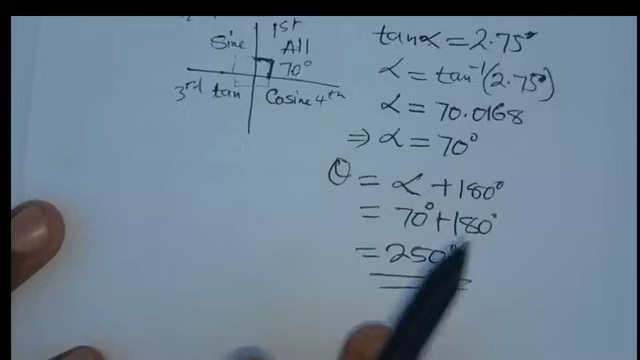 1st
Sine All
70°
3rd tan Cosine 4th
tanα = 2.75°
α = tan⁻¹(2.75°)
α = 70.0168
⇒ α = 70°
θ = α + 180°
= 70° + 180°
= 250°